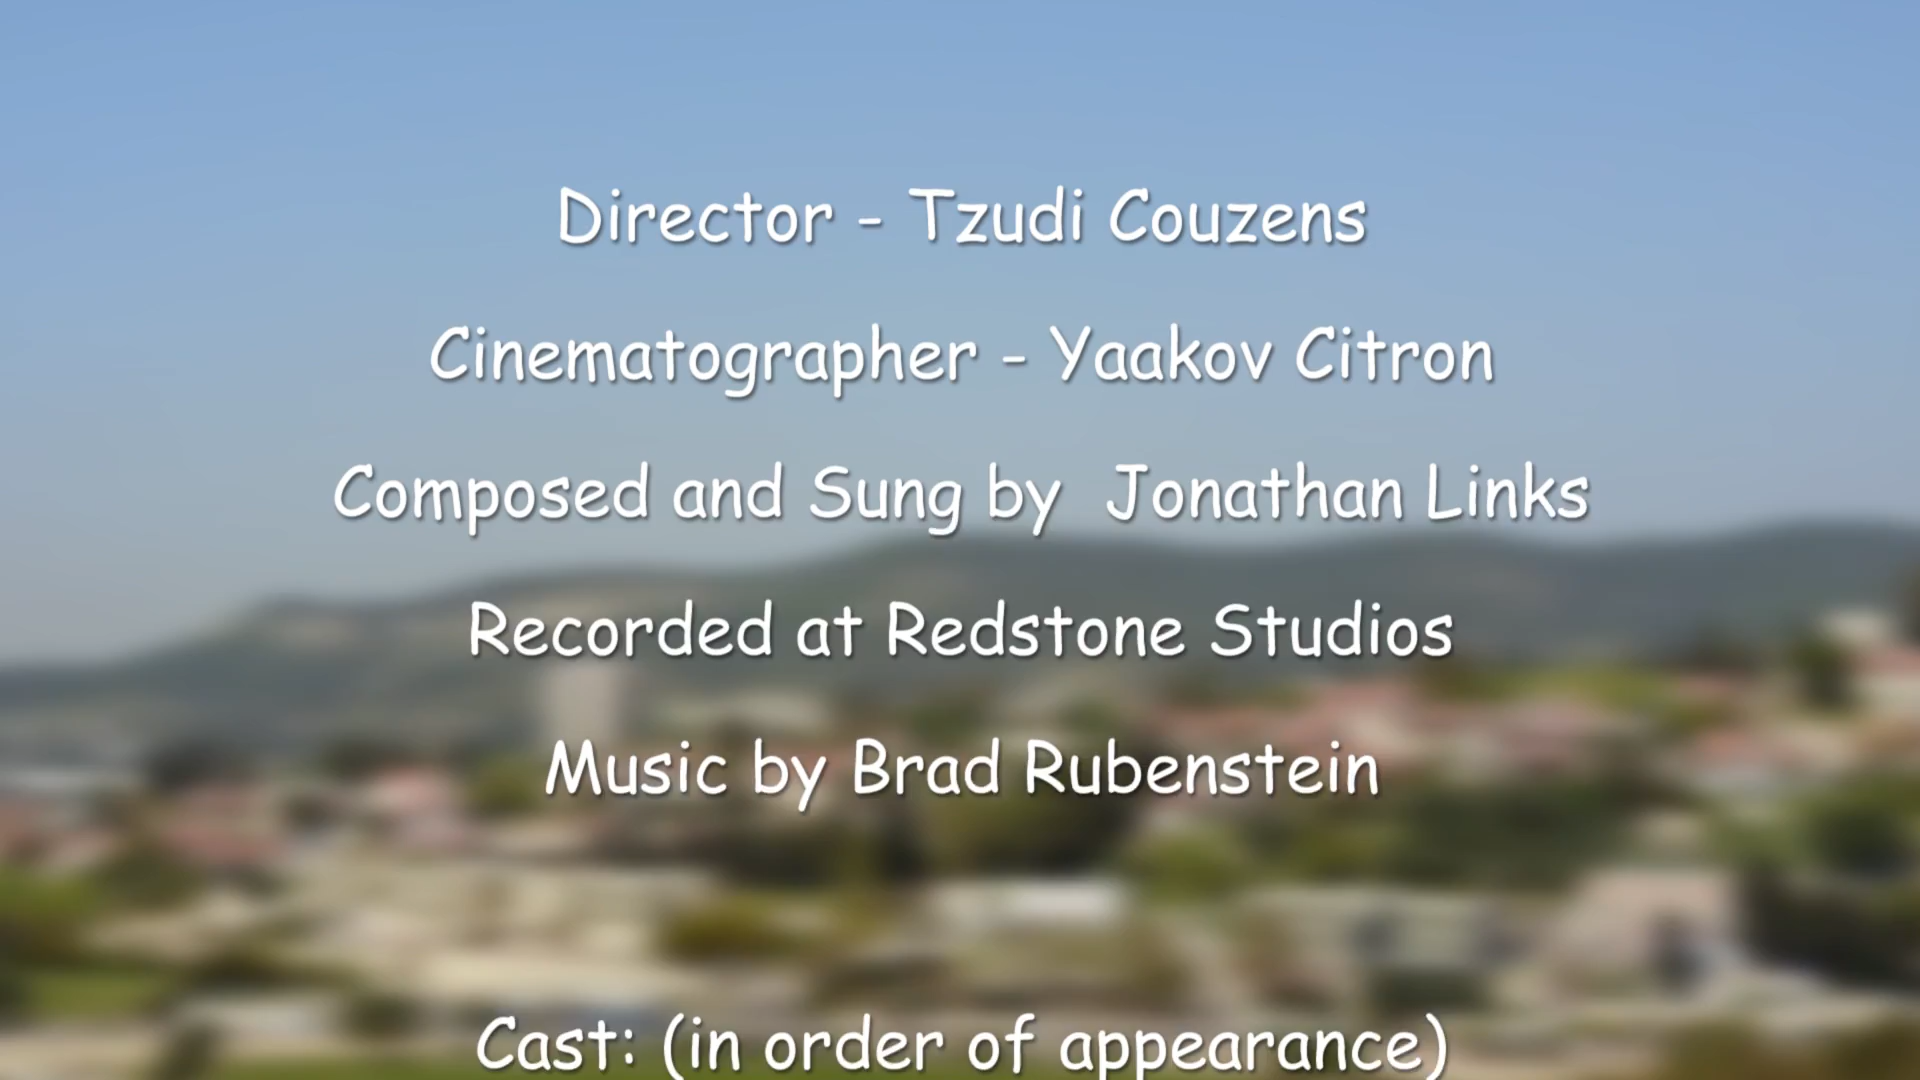 Director - Tzudi Couzens
Cinematographer - Yaakov Citron
Composed and Sung by  Jonathan Links
Recorded at Redstone Studios
Music by Brad Rubenstein
Cast: (in order of appearance)